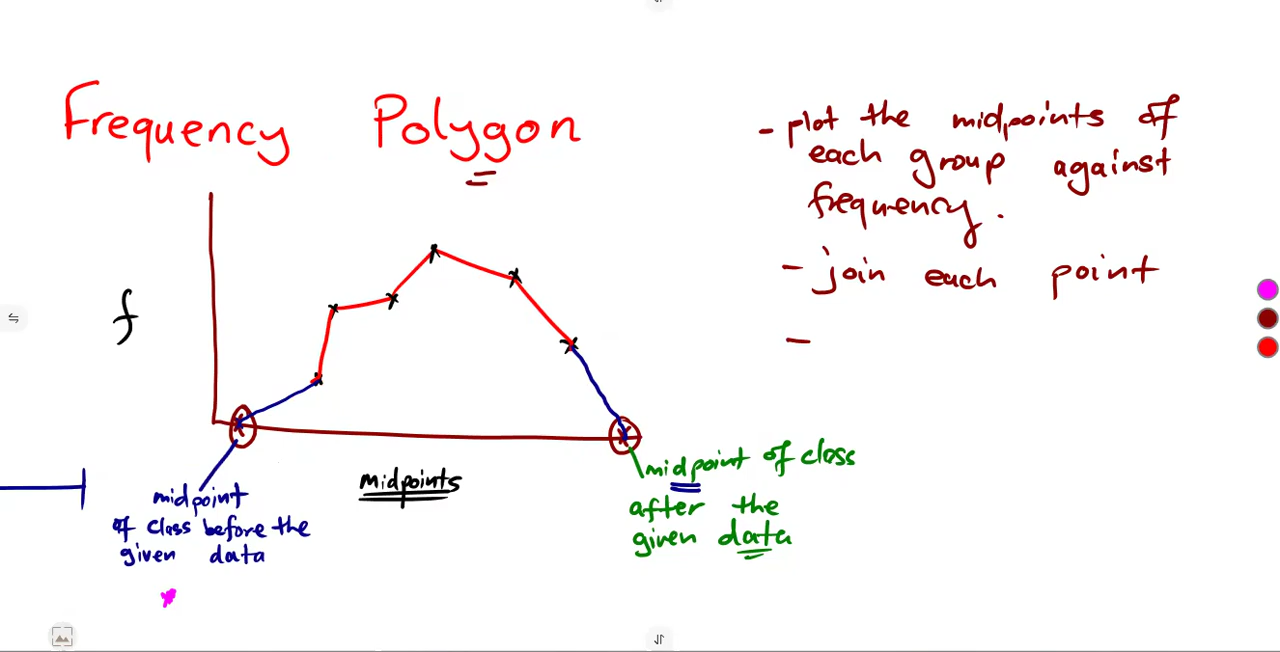 Frequency Polygon
- plot the midpoints of
each group against
frequency.
- join each point
-
f
midpoints
midpoint
of class before the
given data
midpoint of class
after the
given data